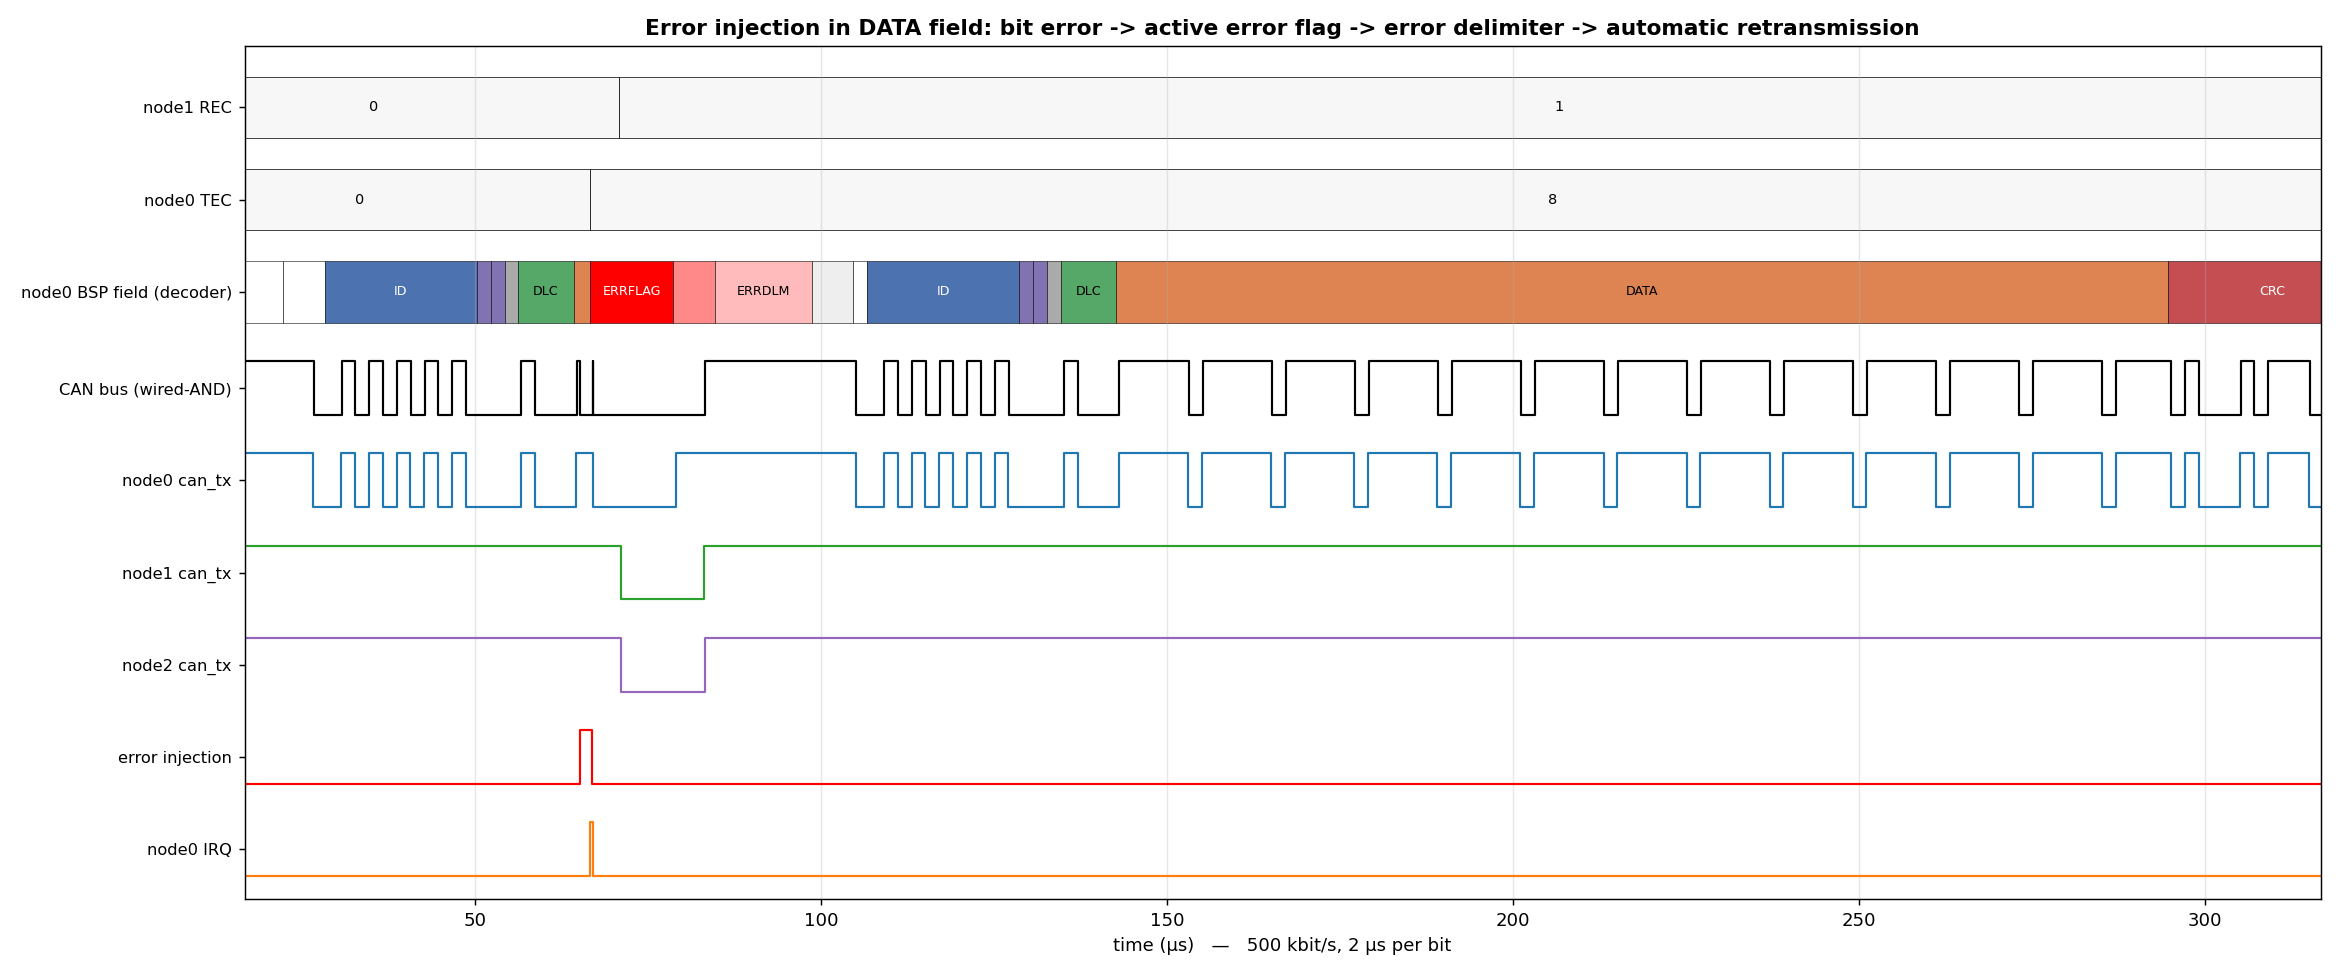 Error injection in DATA field: bit error -> active error flag -> error delimiter -> automatic retransmission
node1 REC
0
1
node0 TEC
0
8
node0 BSP field (decoder)
ID
DLC
ERRFLAG
ERRDLM
ID
DLC
DATA
CRC
CAN bus (wired-AND)
node0 can_tx
node1 can_tx
node2 can_tx
error injection
node0 IRQ
50
100
150
200
250
300
time (µs) — 500 kbit/s, 2 µs per bit